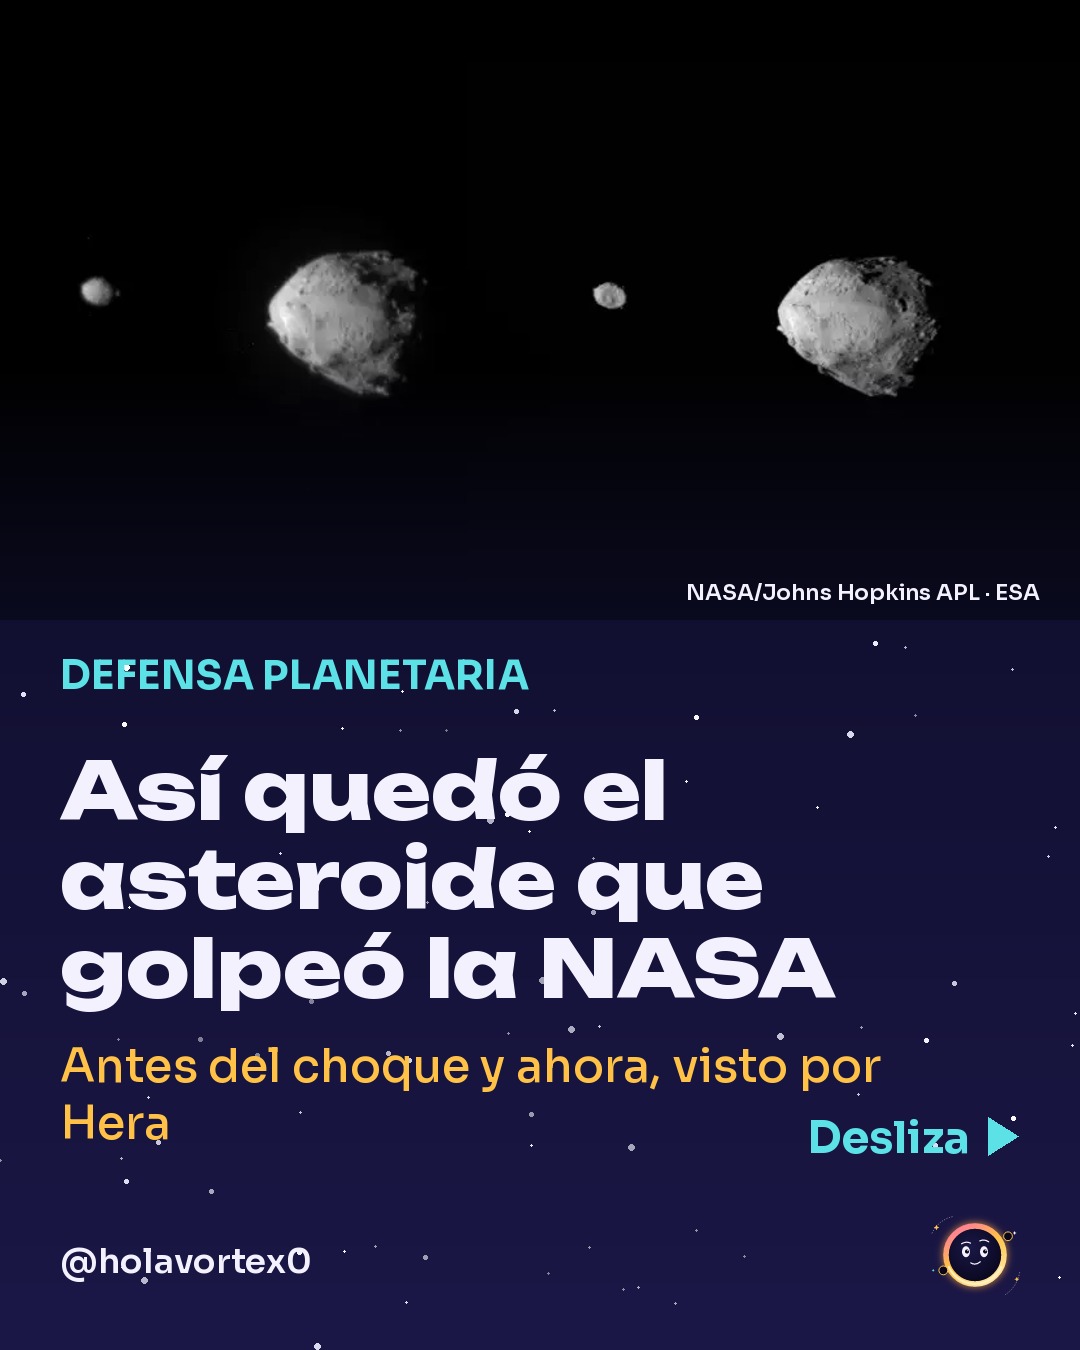 NASA/Johns Hopkins APL · ESA
DEFENSA PLANETARIA
Así quedó el
asteroide que
golpeó la NASA
Antes del choque y ahora, visto por
Hera
Desliza
@holavortex0